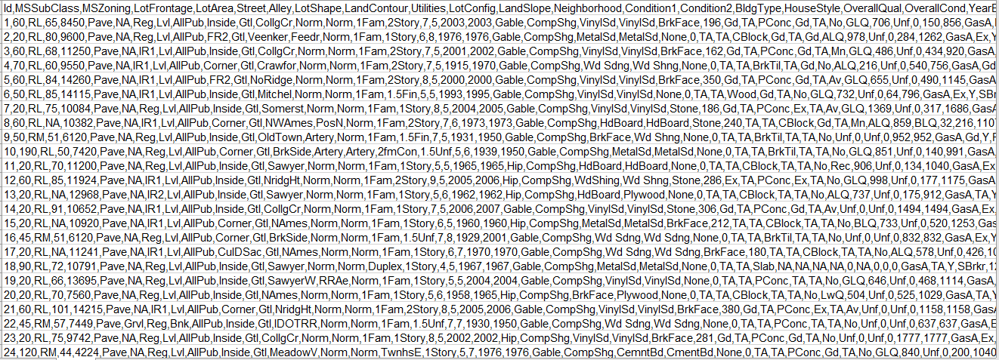 Id,MSSubClass,MSZoning,LotFrontage,LotArea,Street,Alley,LotShape,LandContour,Utilities,LotConfig,LandSlope,Neighborhood,Condition1,Condition2,BldgType,HouseStyle,OverallQual,OverallCond,Year
1,60,RL,65,8450,Pave,NA,Reg,Lvl,AllPub,Inside,Gtl,CollgCr,Norm,Norm,1Fam,2Story,7,5,2003,2003,Gable,CompShg,VinylSd,VinylSd,BrkFace,196,Gd,TA,PConc,Gd,TA,No,GLQ,706,Unf,0,150,856,GasA,
2,20,RL,80,9600,Pave,NA,Reg,Lvl,AllPub,FR2,Gtl,Veenker,Feedr,Norm,1Fam,1Story,6,8,1976,1976,Gable,CompShg,MetalSd,MetalSd,None,0,TA,TA,CBlock,Gd,TA,Gd,ALQ,978,Unf,0,284,1262,GasA,Ex,Y
3,60,RL,68,11250,Pave,NA,IR1,Lvl,AllPub,Inside,Gtl,CollgCr,Norm,Norm,1Fam,2Story,7,5,2001,2002,Gable,CompShg,VinylSd,VinylSd,BrkFace,162,Gd,TA,PConc,Gd,TA,Mn,GLQ,486,Unf,0,434,920,GasA
4,70,RL,60,9550,Pave,NA,IR1,Lvl,AllPub,Corner,Gtl,Crawfor,Norm,Norm,1Fam,2Story,7,5,1915,1970,Gable,CompShg,Wd Sdng,Wd Shng,None,0,TA,TA,BrkTil,TA,Gd,No,ALQ,216,Unf,0,540,756,GasA,Gd
5,60,RL,84,14260,Pave,NA,IR1,Lvl,AllPub,FR2,Gtl,NoRidge,Norm,Norm,1Fam,2Story,8,5,2000,2000,Gable,CompShg,VinylSd,VinylSd,BrkFace,350,Gd,TA,PConc,Gd,TA,Av,GLQ,655,Unf,0,490,1145,GasA
6,50,RL,85,14115,Pave,NA,IR1,Lvl,AllPub,Inside,Gtl,Mitchel,Norm,Norm,1Fam,1.5Fin,5,5,1993,1995,Gable,CompShg,VinylSd,VinylSd,None,0,TA,TA,Wood,Gd,TA,No,GLQ,732,Unf,0,64,796,GasA,Ex,Y,SBr
7,20,RL,75,10084,Pave,NA,Reg,Lvl,AllPub,Inside,Gtl,Somerst,Norm,Norm,1Fam,1Story,8,5,2004,2005,Gable,CompShg,VinylSd,VinylSd,Stone,186,Gd,TA,PConc,Ex,TA,Av,GLQ,1369,Unf,0,317,1686,Gas
8,60,RL,NA,10382,Pave,NA,IR1,Lvl,AllPub,Corner,Gtl,NWAmes,PosN,Norm,1Fam,2Story,7,6,1973,1973,Gable,CompShg,HdBoard,HdBoard,Stone,240,TA,TA,CBlock,Gd,TA,Mn,ALQ,859,BLQ,32,216,110
9,50,RM,51,6120,Pave,NA,Reg,Lvl,AllPub,Inside,Gtl,OldTown,Artery,Norm,1Fam,1.5Fin,7,5,1931,1950,Gable,CompShg,BrkFace,Wd Shng,None,0,TA,TA,BrkTil,TA,TA,No,Unf,0,Unf,0,952,952,GasA,Gd,Y,F
10,190,RL,50,7420,Pave,NA,Reg,Lvl,AllPub,Corner,Gtl,BrkSide,Artery,Artery,2fmCon,1.5Unf,5,6,1939,1950,Gable,CompShg,MetalSd,MetalSd,None,0,TA,TA,BrkTil,TA,TA,No,GLQ,851,Unf,0,140,991,GasA
11,20,RL,70,11200,Pave,NA,Reg,Lvl,AllPub,Inside,Gtl,Sawyer,Norm,Norm,1Fam,1Story,5,5,1965,1965,Hip,CompShg,HdBoard,HdBoard,None,0,TA,TA,CBlock,TA,TA,No,Rec,906,Unf,0,134,1040,GasA,Ex
12,60,RL,85,11924,Pave,NA,IR1,Lvl,AllPub,Inside,Gtl,NridgHt,Norm,Norm,1Fam,2Story,9,5,2005,2006,Hip,CompShg,WdShing,Wd Shng,Stone,286,Ex,TA,PConc,Ex,TA,No,GLQ,998,Unf,0,177,1175,GasA
13,20,RL,NA,12968,Pave,NA,IR2,Lvl,AllPub,Inside,Gtl,Sawyer,Norm,Norm,1Fam,1Story,5,6,1962,1962,Hip,CompShg,HdBoard,Plywood,None,0,TA,TA,CBlock,TA,TA,No,ALQ,737,Unf,0,175,912,GasA,TA,Y
14,20,RL,91,10652,Pave,NA,IR1,Lvl,AllPub,Inside,Gtl,CollgCr,Norm,Norm,1Fam,1Story,7,5,2006,2007,Gable,CompShg,VinylSd,VinylSd,Stone,306,Gd,TA,PConc,Gd,TA,Av,Unf,0,Unf,0,1494,1494,GasA,Ex,
15,20,RL,NA,10920,Pave,NA,IR1,Lvl,AllPub,Corner,Gtl,NAmes,Norm,Norm,1Fam,1Story,6,5,1960,1960,Hip,CompShg,MetalSd,MetalSd,BrkFace,212,TA,TA,CBlock,TA,TA,No,BLQ,733,Unf,0,520,1253,Gas
16,45,RM,51,6120,Pave,NA,Reg,Lvl,AllPub,Corner,Gtl,BrkSide,Norm,Norm,1Fam,1.5Unf,7,8,1929,2001,Gable,CompShg,Wd Sdng,Wd Sdng,None,0,TA,TA,BrkTil,TA,TA,No,Unf,0,Unf,0,832,832,GasA,Ex,Y
17,20,RL,NA,11241,Pave,NA,IR1,Lvl,AllPub,CulDSac,Gtl,NAmes,Norm,Norm,1Fam,1Story,6,7,1970,1970,Gable,CompShg,Wd Sdng,Wd Sdng,BrkFace,180,TA,TA,CBlock,TA,TA,No,ALQ,578,Unf,0,426,10
18,90,RL,72,10791,Pave,NA,Reg,Lvl,AllPub,Inside,Gtl,Sawyer,Norm,Norm,Duplex,1Story,4,5,1967,1967,Gable,CompShg,MetalSd,MetalSd,None,0,TA,TA,Slab,NA,NA,NA,NA,0,NA,0,0,0,GasA,TA,Y,SBrkr,12
19,20,RL,66,13695,Pave,NA,Reg,Lvl,AllPub,Inside,Gtl,SawyerW,RRAe,Norm,1Fam,1Story,5,5,2004,2004,Gable,CompShg,VinylSd,VinylSd,None,0,TA,TA,PConc,TA,TA,No,GLQ,646,Unf,0,468,1114,GasA,
20,20,RL,70,7560,Pave,NA,Reg,Lvl,AllPub,Inside,Gtl,NAmes,Norm,Norm,1Fam,1Story,5,6,1958,1965,Hip,CompShg,BrkFace,Plywood,None,0,TA,TA,CBlock,TA,TA,No,LwQ,504,Unf,0,525,1029,GasA,TA,Y
21,60,RL,101,14215,Pave,NA,IR1,Lvl,AllPub,Corner,Gtl,NridgHt,Norm,Norm,1Fam,2Story,8,5,2005,2006,Gable,CompShg,VinylSd,VinylSd,BrkFace,380,Gd,TA,PConc,Ex,TA,Av,Unf,0,Unf,0,1158,1158,GasA
22,45,RM,57,7449,Pave,Grvl,Reg,Bnk,AllPub,Inside,Gtl,IDOTRR,Norm,Norm,1Fam,1.5Unf,7,7,1930,1950,Gable,CompShg,Wd Sdng,Wd Sdng,None,0,TA,TA,PConc,TA,TA,No,Unf,0,Unf,0,637,637,GasA,E
23,20,RL,75,9742,Pave,NA,Reg,Lvl,AllPub,Inside,Gtl,CollgCr,Norm,Norm,1Fam,1Story,8,5,2002,2002,Hip,CompShg,VinylSd,VinylSd,BrkFace,281,Gd,TA,PConc,Gd,TA,No,Unf,0,Unf,0,1777,1777,GasA,Ex
24,120,RM,44,4224,Pave,NA,Reg,Lvl,AllPub,Inside,Gtl,MeadowV,Norm,Norm,TwnhsE,1Story,5,7,1976,1976,Gable,CompShg,CemntBd,CmentBd,None,0,TA,TA,PConc,Gd,TA,No,GLQ,840,Unf,0,200,1040